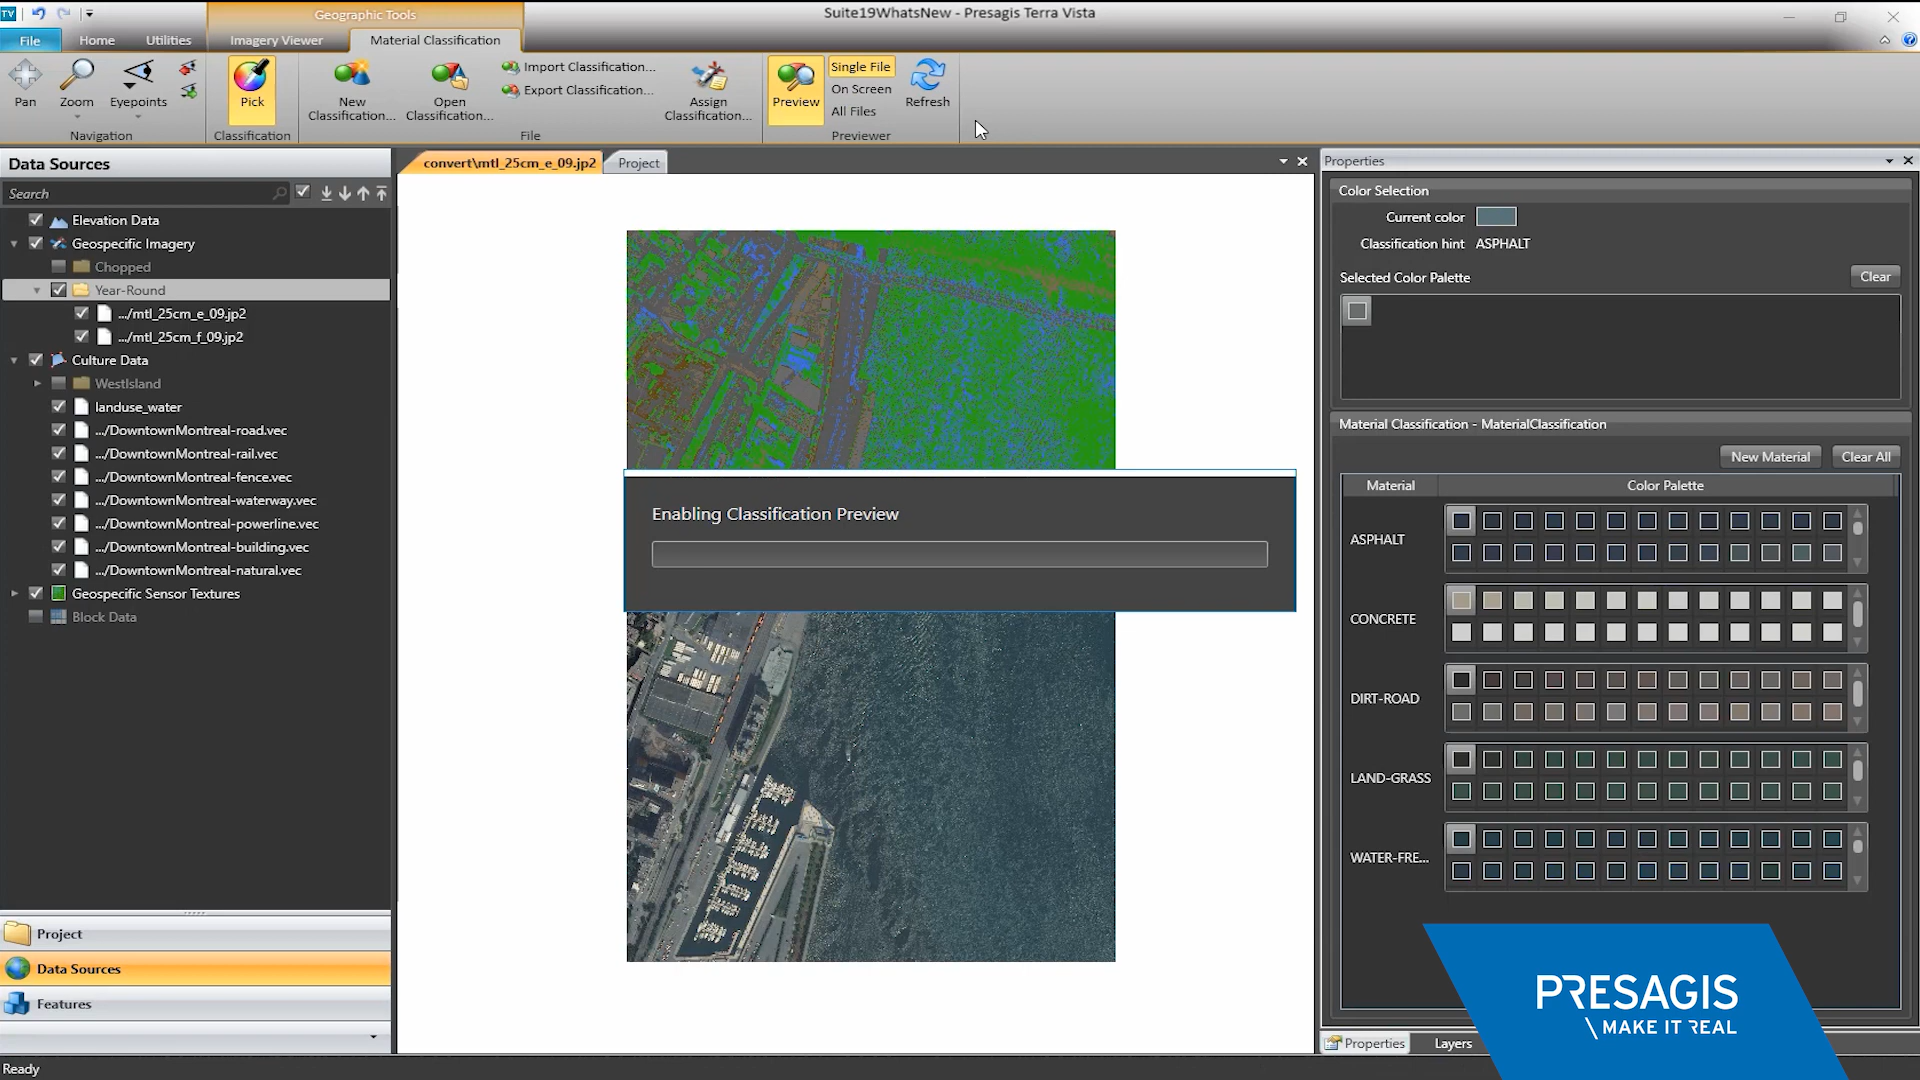 TV
Geographic Tools
Suite19WhatsNew - Presagis Terra Vista
File
Home
Utilities
Imagery Viewer
Material Classification
Pan
Zoom
Eyepoints
Navigation
Pick
Classification
New Classification...
Open Classification...
Import Classification...
Export Classification...
File
Assign Classification...
Preview
Single File
On Screen
All Files
Refresh
Previewer
Data Sources
Search
Elevation Data
Geospecific Imagery
Chopped
Year-Round
.../mtl_25cm_e_09.jp2
.../mtl_25cm_f_09.jp2
Culture Data
WestIsland
landuse_water
.../DowntownMontreal-road.vec
.../DowntownMontreal-rail.vec
.../DowntownMontreal-fence.vec
.../DowntownMontreal-waterway.vec
.../DowntownMontreal-powerline.vec
.../DowntownMontreal-building.vec
.../DowntownMontreal-natural.vec
Geospecific Sensor Textures
Block Data
Project
Data Sources
Features
Ready
convert\mtl_25cm_e_09.jp2
Project
Enabling Classification Preview
Properties
Color Selection
Current color
Classification hint ASPHALT
Selected Color Palette
Clear
Material Classification - MaterialClassification
New Material
Clear All
Material
Color Palette
ASPHALT
CONCRETE
DIRT-ROAD
LAND-GRASS
WATER-FRE...
Properties
Layers
PRESAGIS
\ MAKE IT REAL